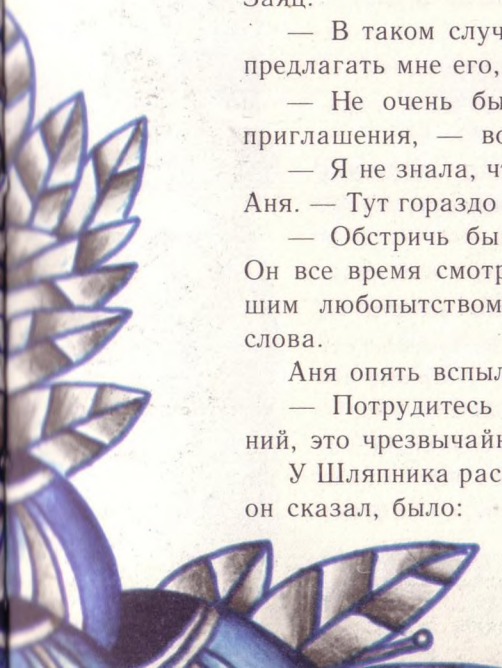 Заяц.
— В таком случ
предлагать мне его,
— Не очень бы
приглашения, — во
— Я не знала, чт
Аня. — Тут гораздо
— Обстричь бы
Он все время смотр
шим любопытством
слова.
Аня опять вспыл
— Потрудитесь
ний, это чрезвычайн
У Шляпника рас
он сказал, было: